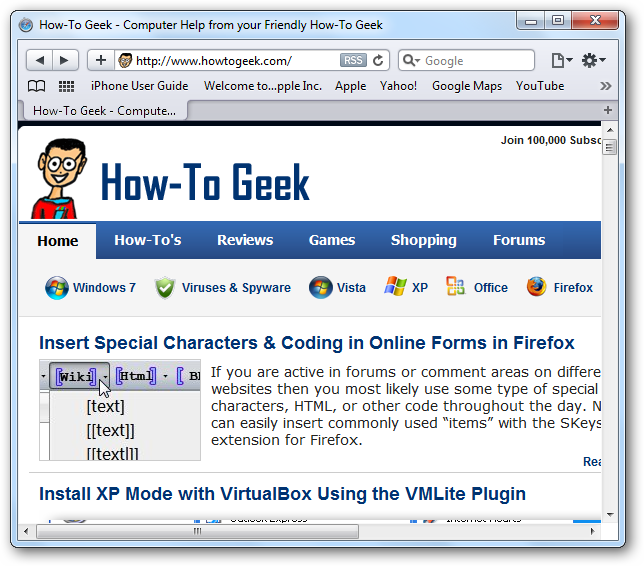 How-To Geek - Computer Help from your Friendly How-To Geek
http://www.howtogeek.com/ RSS Google
iPhone User Guide Welcome to...pple Inc. Apple Yahoo! Google Maps YouTube
How-To Geek - Compute...
Join 100,000 Subsc
How-To Geek
Home How-To's Reviews Games Shopping Forums
Windows 7 Viruses & Spyware Vista XP Office Firefox
Insert Special Characters & Coding in Online Forms in Firefox
[Wiki] [Html] [ B
[text]
[[text]]
[[text|]]
If you are active in forums or comment areas on differe
websites then you most likely use some type of special
characters, HTML, or other code throughout the day. N
can easily insert commonly used “items” with the SKeys
extension for Firefox.
Rea
Install XP Mode with VirtualBox Using the VMLite Plugin
Outlook Express Internet Hearts